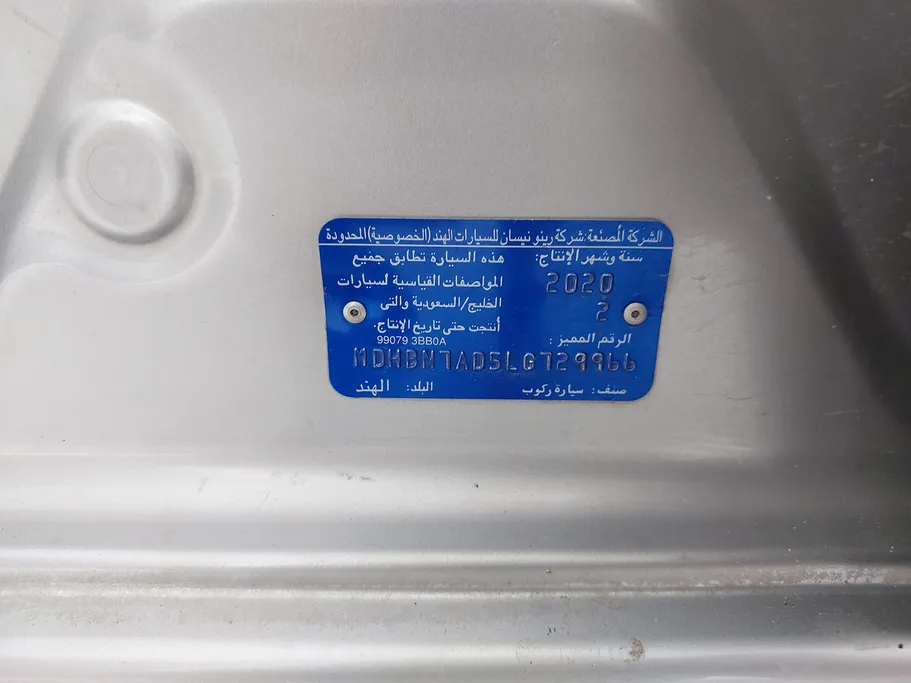 الشركة المصنعة: شركة رينو نيسان للسيارات الهند (الخصوصية) المحدودة
سنة وشهر الإنتاج:
2020
2
هذه السيارة تطابق جميع
المواصفات القياسية لسيارات
الخليج/السعودية والتى
أنتجت حتى تاريخ الإنتاج.
الرقم المميز :
99079 3BB0A
MDHBN7AD5LG729966
صنف: سيارة ركوب البلد: الهند